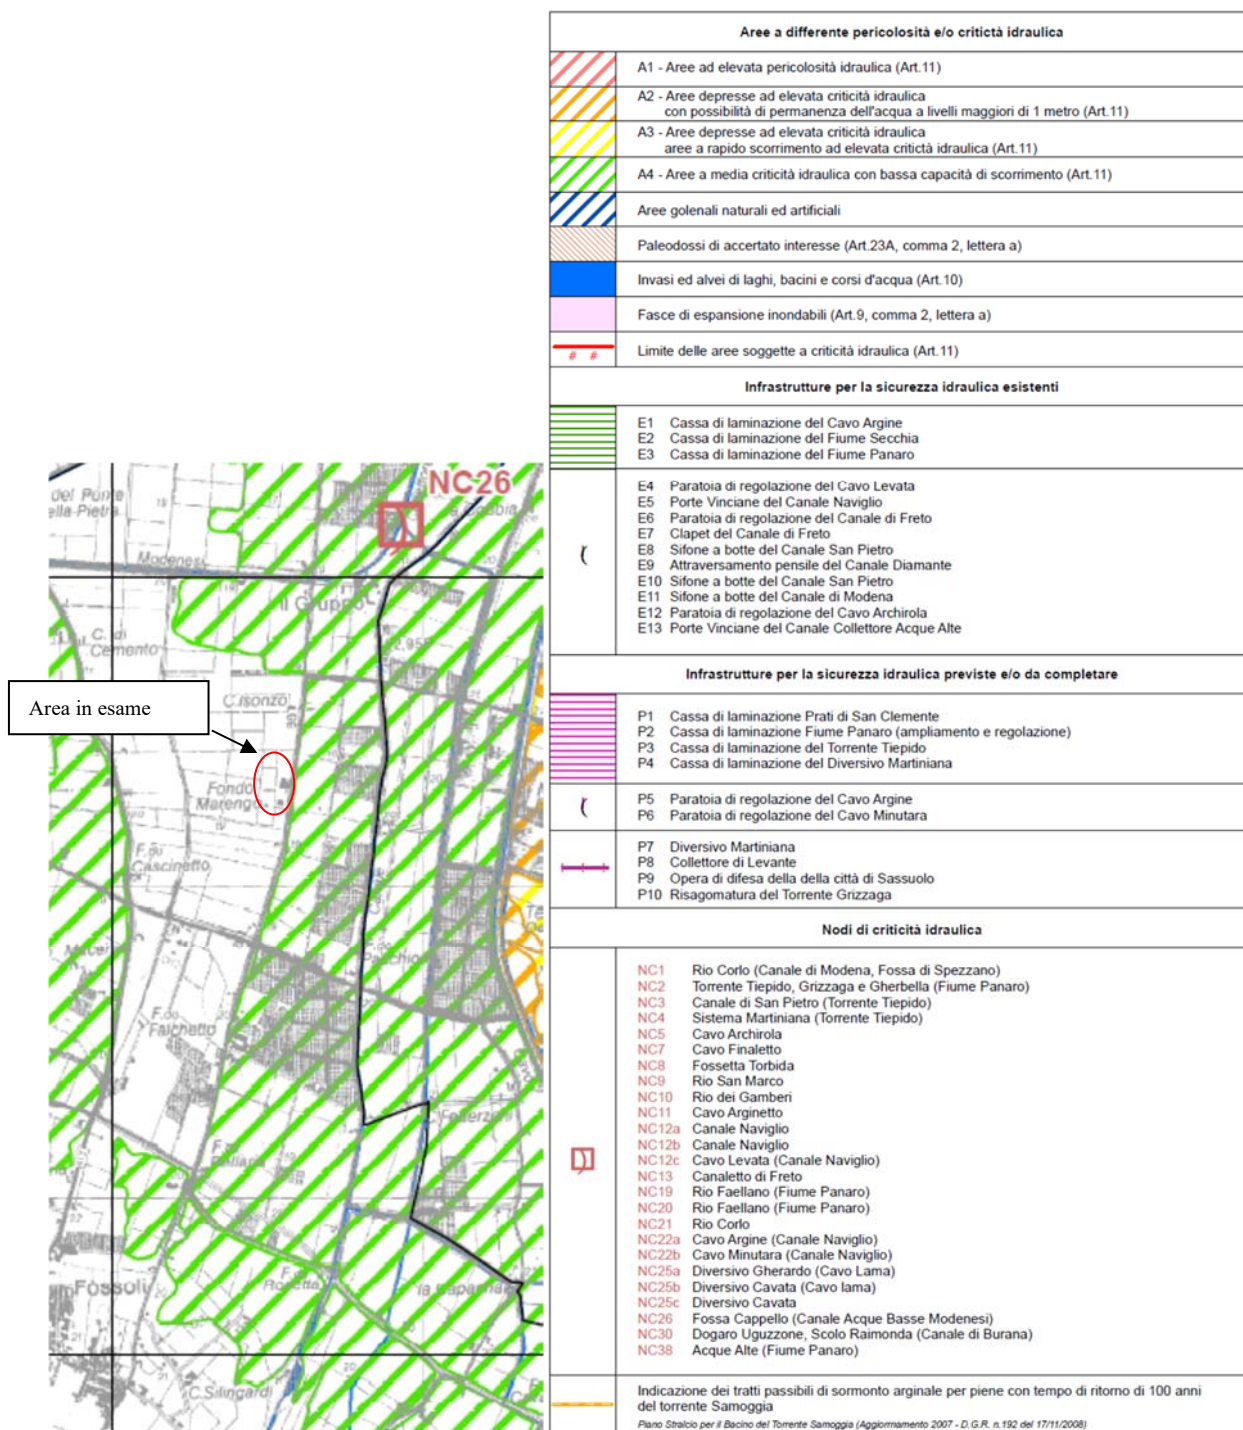 Aree a differente pericolosità e/o critictà idraulica
A1 - Aree ad elevata pericolosità idraulica (Art.11)
A2 - Aree depresse ad elevata criticità idraulica
con possibilità di permanenza dell'acqua a livelli maggiori di 1 metro (Art.11)
A3 - Aree depresse ad elevata criticità idraulica
aree a rapido scorrimento ad elevata critictà idraulica (Art.11)
A4 - Aree a media criticità idraulica con bassa capacità di scorrimento (Art.11)
Aree golenali naturali ed artificiali
Paleodossi di accertato interesse (Art.23A, comma 2, lettera a)
Invasi ed alvei di laghi, bacini e corsi d'acqua (Art.10)
Fasce di espansione inondabili (Art.9, comma 2, lettera a)
# #
Limite delle aree soggette a criticità idraulica (Art.11)
Infrastrutture per la sicurezza idraulica esistenti
E1 Cassa di laminazione del Cavo Argine
E2 Cassa di laminazione del Fiume Secchia
E3 Cassa di laminazione del Fiume Panaro
E4 Paratoia di regolazione del Cavo Levata
E5 Porte Vinciane del Canale Naviglio
E6 Paratoia di regolazione del Canale di Freto
E7 Clapet del Canale di Freto
E8 Sifone a botte del Canale San Pietro
E9 Attraversamento pensile del Canale Diamante
E10 Sifone a botte del Canale San Pietro
E11 Sifone a botte del Canale di Modena
E12 Paratoia di regolazione del Cavo Archirola
E13 Porte Vinciane del Canale Collettore Acque Alte
Infrastrutture per la sicurezza idraulica previste e/o da completare
P1 Cassa di laminazione Prati di San Clemente
P2 Cassa di laminazione Fiume Panaro (ampliamento e regolazione)
P3 Cassa di laminazione del Torrente Tiepido
P4 Cassa di laminazione del Diversivo Martiniana
P5 Paratoia di regolazione del Cavo Argine
P6 Paratoia di regolazione del Cavo Minutara
P7 Diversivo Martiniana
P8 Collettore di Levante
P9 Opera di difesa della della città di Sassuolo
P10 Risagomatura del Torrente Grizzaga
Nodi di criticità idraulica
NC1 Rio Corlo (Canale di Modena, Fossa di Spezzano)
NC2 Torrente Tiepido, Grizzaga e Gherbella (Fiume Panaro)
NC3 Canale di San Pietro (Torrente Tiepido)
NC4 Sistema Martiniana (Torrente Tiepido)
NC5 Cavo Archirola
NC7 Cavo Finaletto
NC8 Fossetta Torbida
NC9 Rio San Marco
NC10 Rio dei Gamberi
NC11 Cavo Arginetto
NC12a Canale Naviglio
NC12b Canale Naviglio
NC12c Cavo Levata (Canale Naviglio)
NC13 Canaletto di Freto
NC19 Rio Faellano (Fiume Panaro)
NC20 Rio Faellano (Fiume Panaro)
NC21 Rio Corlo
NC22a Cavo Argine (Canale Naviglio)
NC22b Cavo Minutara (Canale Naviglio)
NC25a Diversivo Gherardo (Cavo Lama)
NC25b Diversivo Cavata (Cavo lama)
NC25c Diversivo Cavata
NC26 Fossa Cappello (Canale Acque Basse Modenesi)
NC30 Dogaro Uguzzone, Scolo Raimonda (Canale di Burana)
NC38 Acque Alte (Fiume Panaro)
Indicazione dei tratti passibili di sormonto arginale per piene con tempo di ritorno di 100 anni
del torrente Samoggia
Piano Stralcio per il Bacino del Torrente Samoggia (Aggiornamento 2007 - D.G.R. n.192 del 17/11/2008)
NC26
del Ponte
Modenesi
Il Gruppo
C. di
Cemento
C.Isonzo
Area in esame
Fondo
Marengo
F.do
Cascinetto
F.do
Falchetto
Fossoli
C.Silingardi